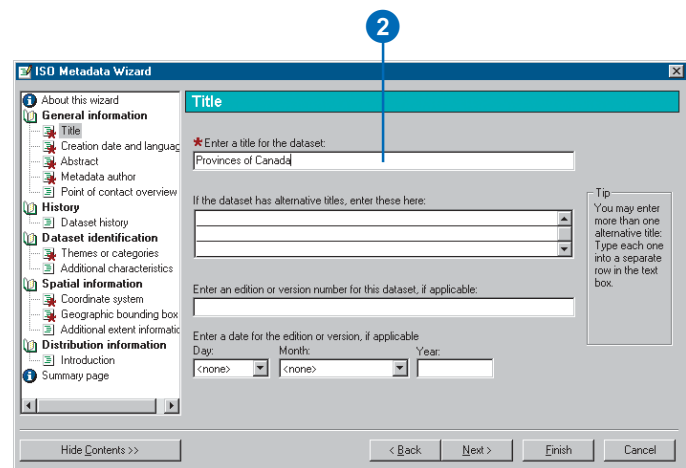 2
ISO Metadata Wizard
About this wizard
General information
Title
Creation date and languag
Abstract
Metadata author
Point of contact overview
History
Dataset history
Dataset identification
Themes or categories
Additional characteristics
Spatial information
Coordinate system
Geographic bounding box
Additional extent informatic
Distribution information
Introduction
Summary page
Title
*Enter a title for the dataset:
Provinces of Canada
If the dataset has alternative titles, enter these here:
Enter an edition or version number for this dataset, if applicable:
Enter a date for the edition or version, if applicable
Day: Month: Year:
<none> <none>
Tip
You may enter
more than one
alternative title:
Type each one
into a separate
row in the text
box.
Hide Contents >> < Back Next > Finish Cancel